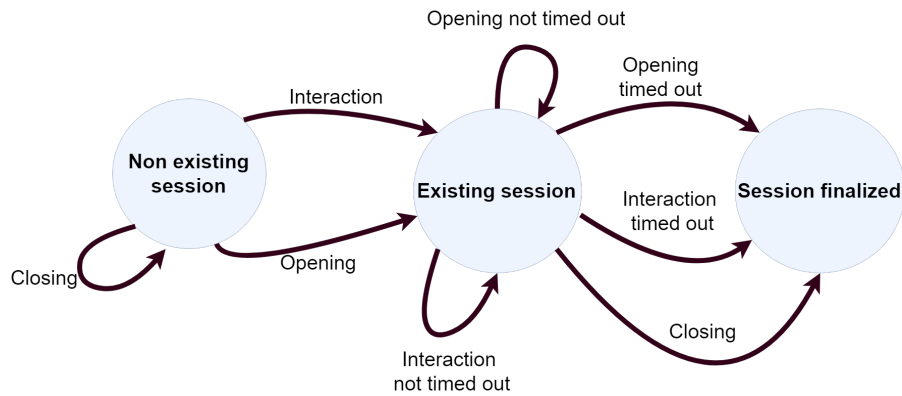 Opening not timed out
Opening
timed out
Interaction
Non existing
session
Existing session
Session finalized
Interaction
timed out
Opening
Closing
Closing
Interaction
not timed out